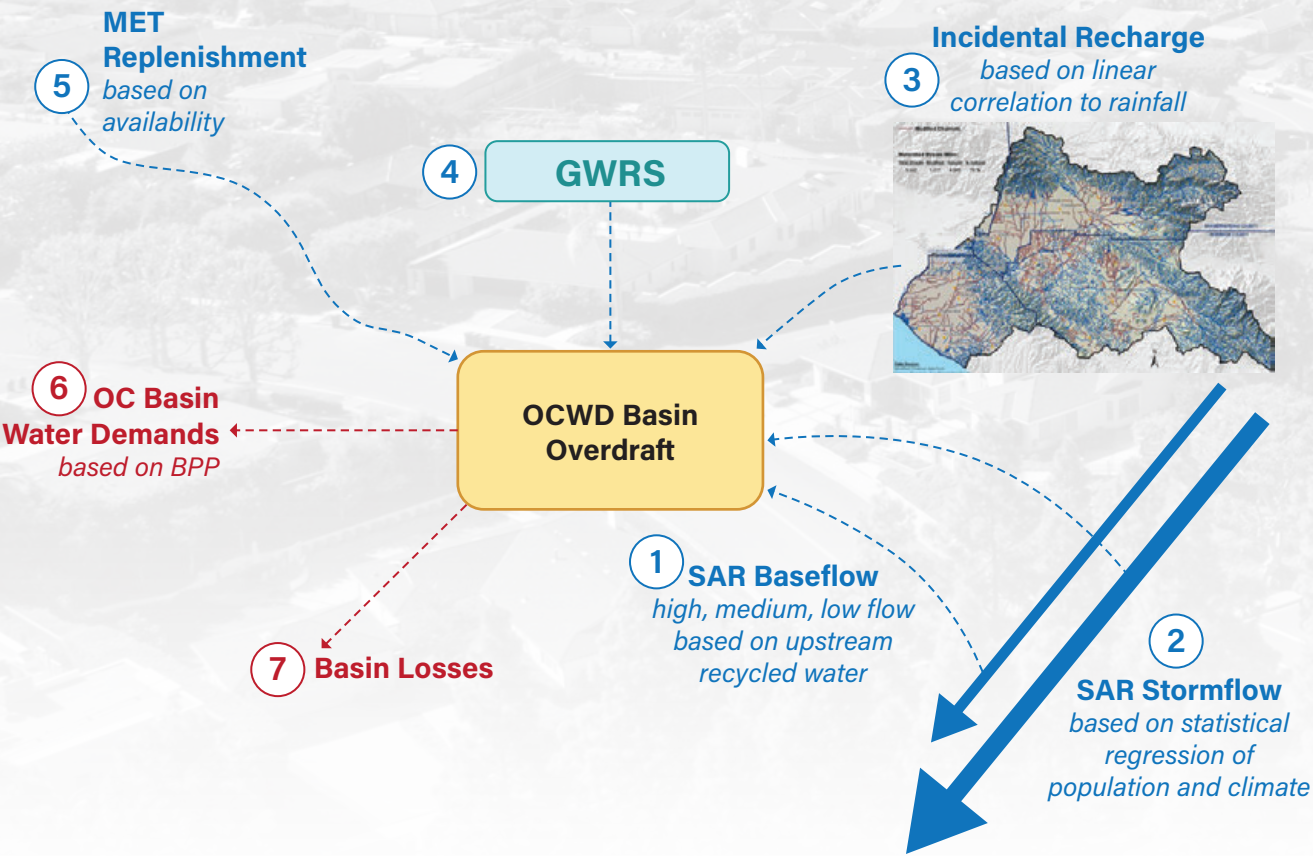 MET
Replenishment
5
based on
availability
Incidental Recharge
3
based on linear
correlation to rainfall
4
GWRS
6
OC Basin
Water Demands
based on BPP
OCWD Basin
Overdraft
1
SAR Baseflow
high, medium, low flow
based on upstream
recycled water
7
Basin Losses
2
SAR Stormflow
based on statistical
regression of
population and climate